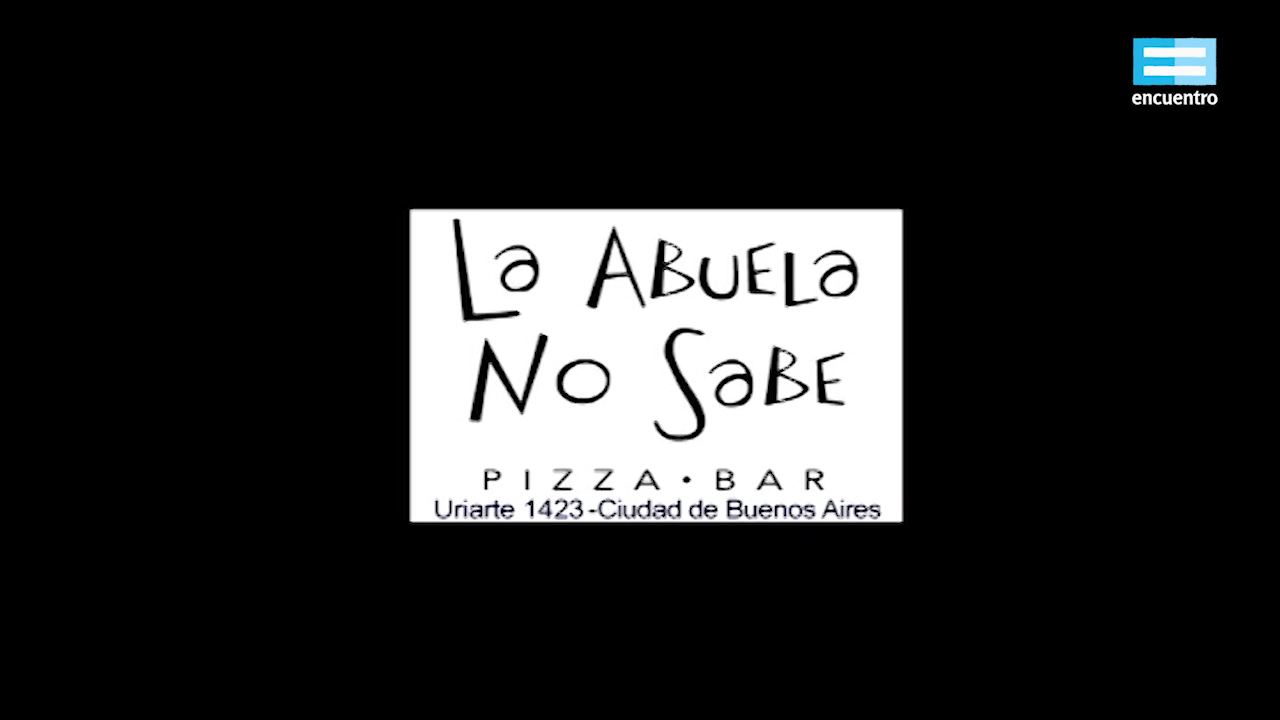 encuentro
La Abuela
No Sabe
PIZZA • BAR
Uriarte 1423 -Ciudad de Buenos Aires